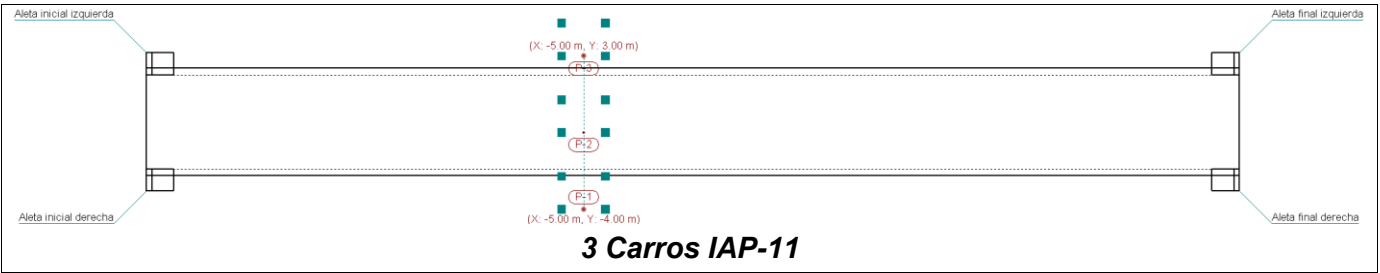 Aleta inicial izquierda
Aleta final izquierda
(X: -5.00 m, Y: 3.00 m)
P-3
P-2
P-1
Aleta inicial derecha
(X: -5.00 m, Y: -4.00 m)
Aleta final derecha
3 Carros IAP-11